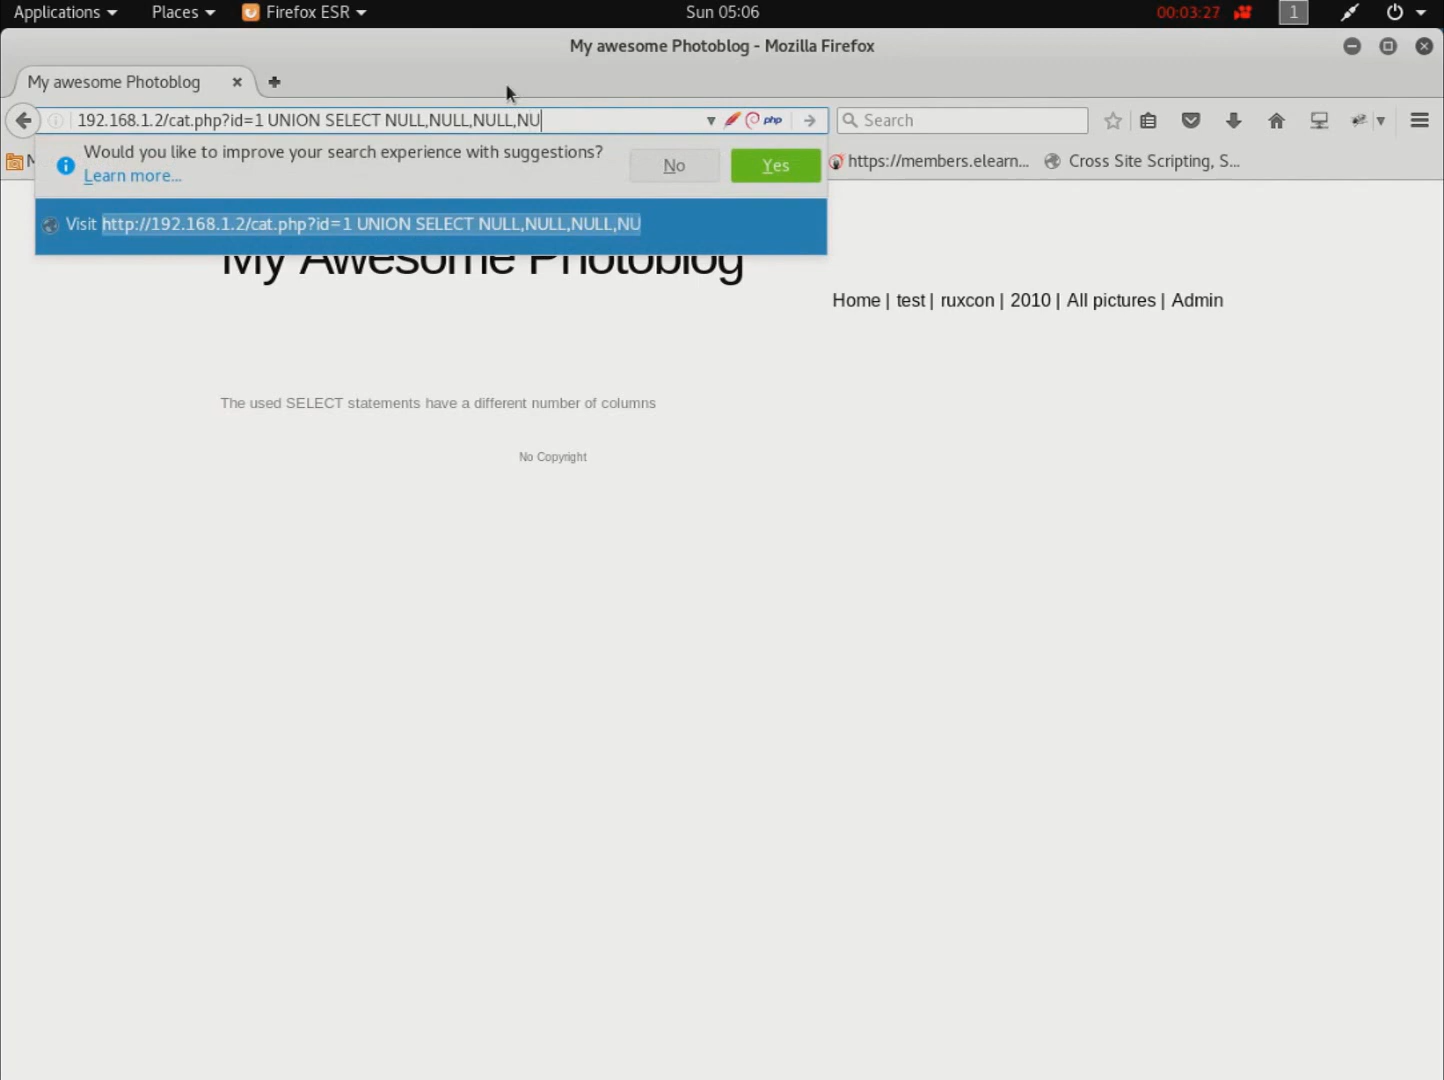 Applications Places Firefox ESR Sun 05:06 00:03:27 1
My awesome Photoblog - Mozilla Firefox
My awesome Photoblog
192.168.1.2/cat.php?id=1 UNION SELECT NULL,NULL,NULL,NU php Search
Would you like to improve your search experience with suggestions? No Yes
Learn more...
https://members.elearn... Cross Site Scripting, S...
Visit http://192.168.1.2/cat.php?id=1 UNION SELECT NULL,NULL,NULL,NU
My Awesome Photoblog
Home | test | ruxcon | 2010 | All pictures | Admin
The used SELECT statements have a different number of columns
No Copyright